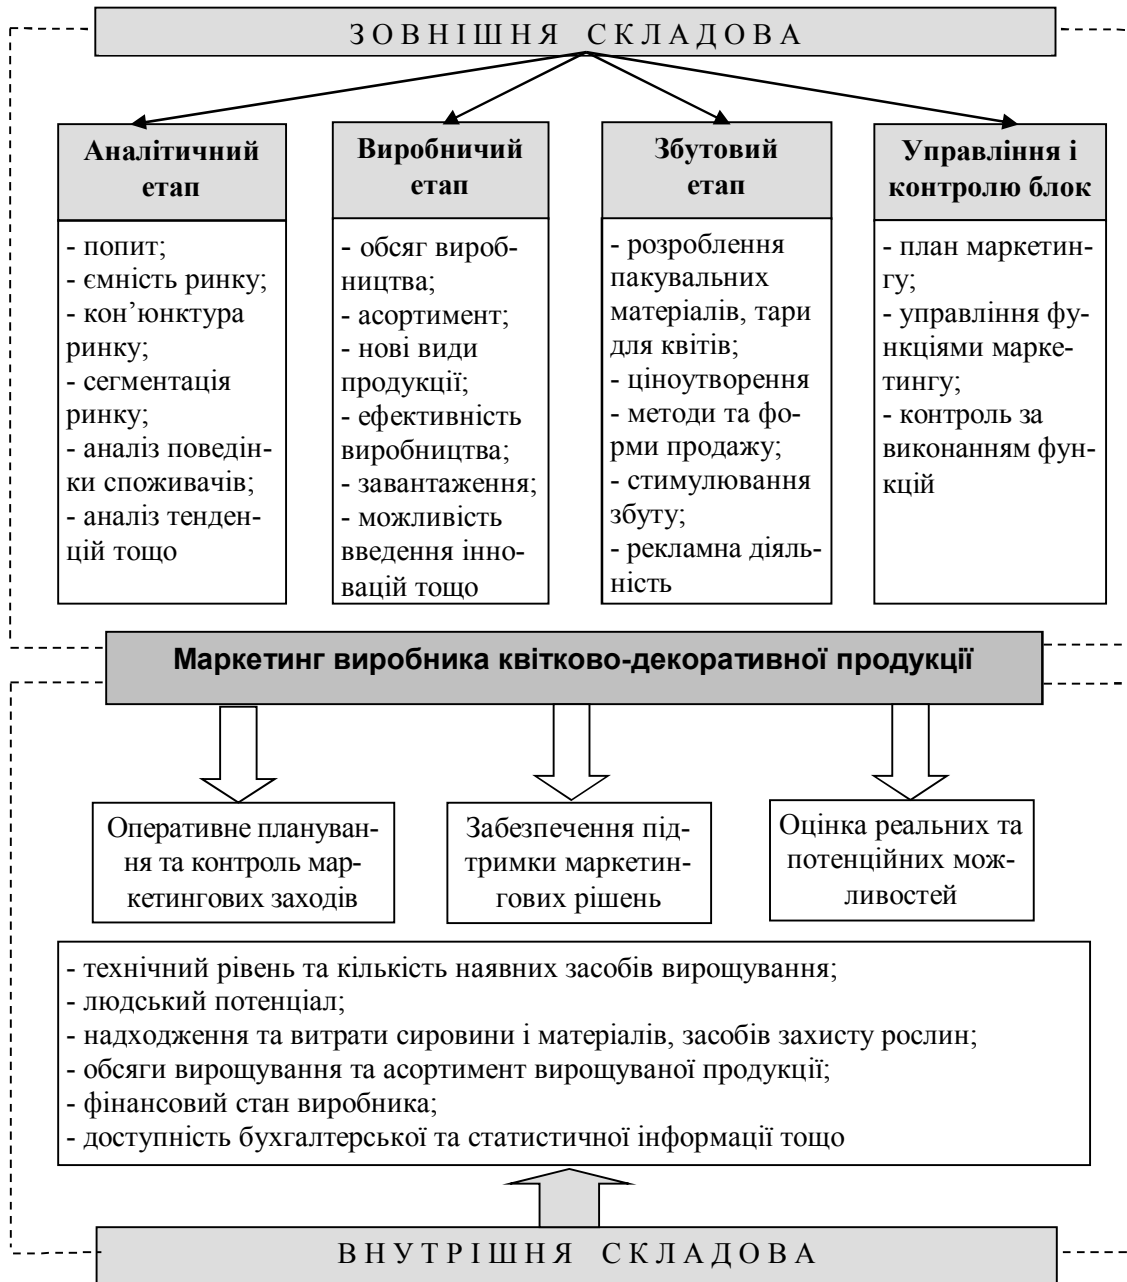 ЗОВНІШНЯ СКЛАДОВА
Аналітичний
етап
- попит;
- ємність ринку;
- кон’юнктура
ринку;
- сегментація
ринку;
- аналіз поведін-
ки споживачів;
- аналіз тенден-
цій тощо
Виробничий
етап
- обсяг вироб-
ництва;
- асортимент;
- нові види
продукції;
- ефективність
виробництва;
- завантаження;
- можливість
введення інно-
вацій тощо
Збутовий
етап
- розроблення
пакувальних
матеріалів, тари
для квітів;
- ціноутворення
- методи та фо-
рми продажу;
- стимулювання
збуту;
- рекламна діяль-
ність
Управління і
контролю блок
- план маркетин-
гу;
- управління фу-
нкціями марке-
тингу;
- контроль за
виконанням фун-
кцій
Маркетинг виробника квітково-декоративної продукції
Оперативне плануван-
ня та контроль мар-
кетингових заходів
Забезпечення під-
тримки маркетин-
гових рішень
Оцінка реальних та
потенційних мож-
ливостей
- технічний рівень та кількість наявних засобів вирощування;
- людський потенціал;
- надходження та витрати сировини і матеріалів, засобів захисту рослин;
- обсяги вирощування та асортимент вирощуваної продукції;
- фінансовий стан виробника;
- доступність бухгалтерської та статистичної інформації тощо
ВНУТРІШНЯ СКЛАДОВА